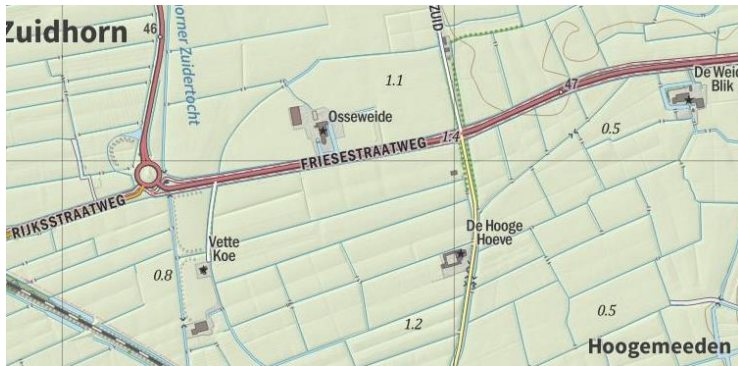 Zuidhorn
46
orner Zuidertocht
ZUID
1.1
47
De Weid
Blik
Osseweide
0.5
1.4
FRIESESTRAATWEG
RIJKSSTRAATWEG
Vette
Koe
De Hooge
Hoeve
0.8
0.5
1.2
Hoogemeeden